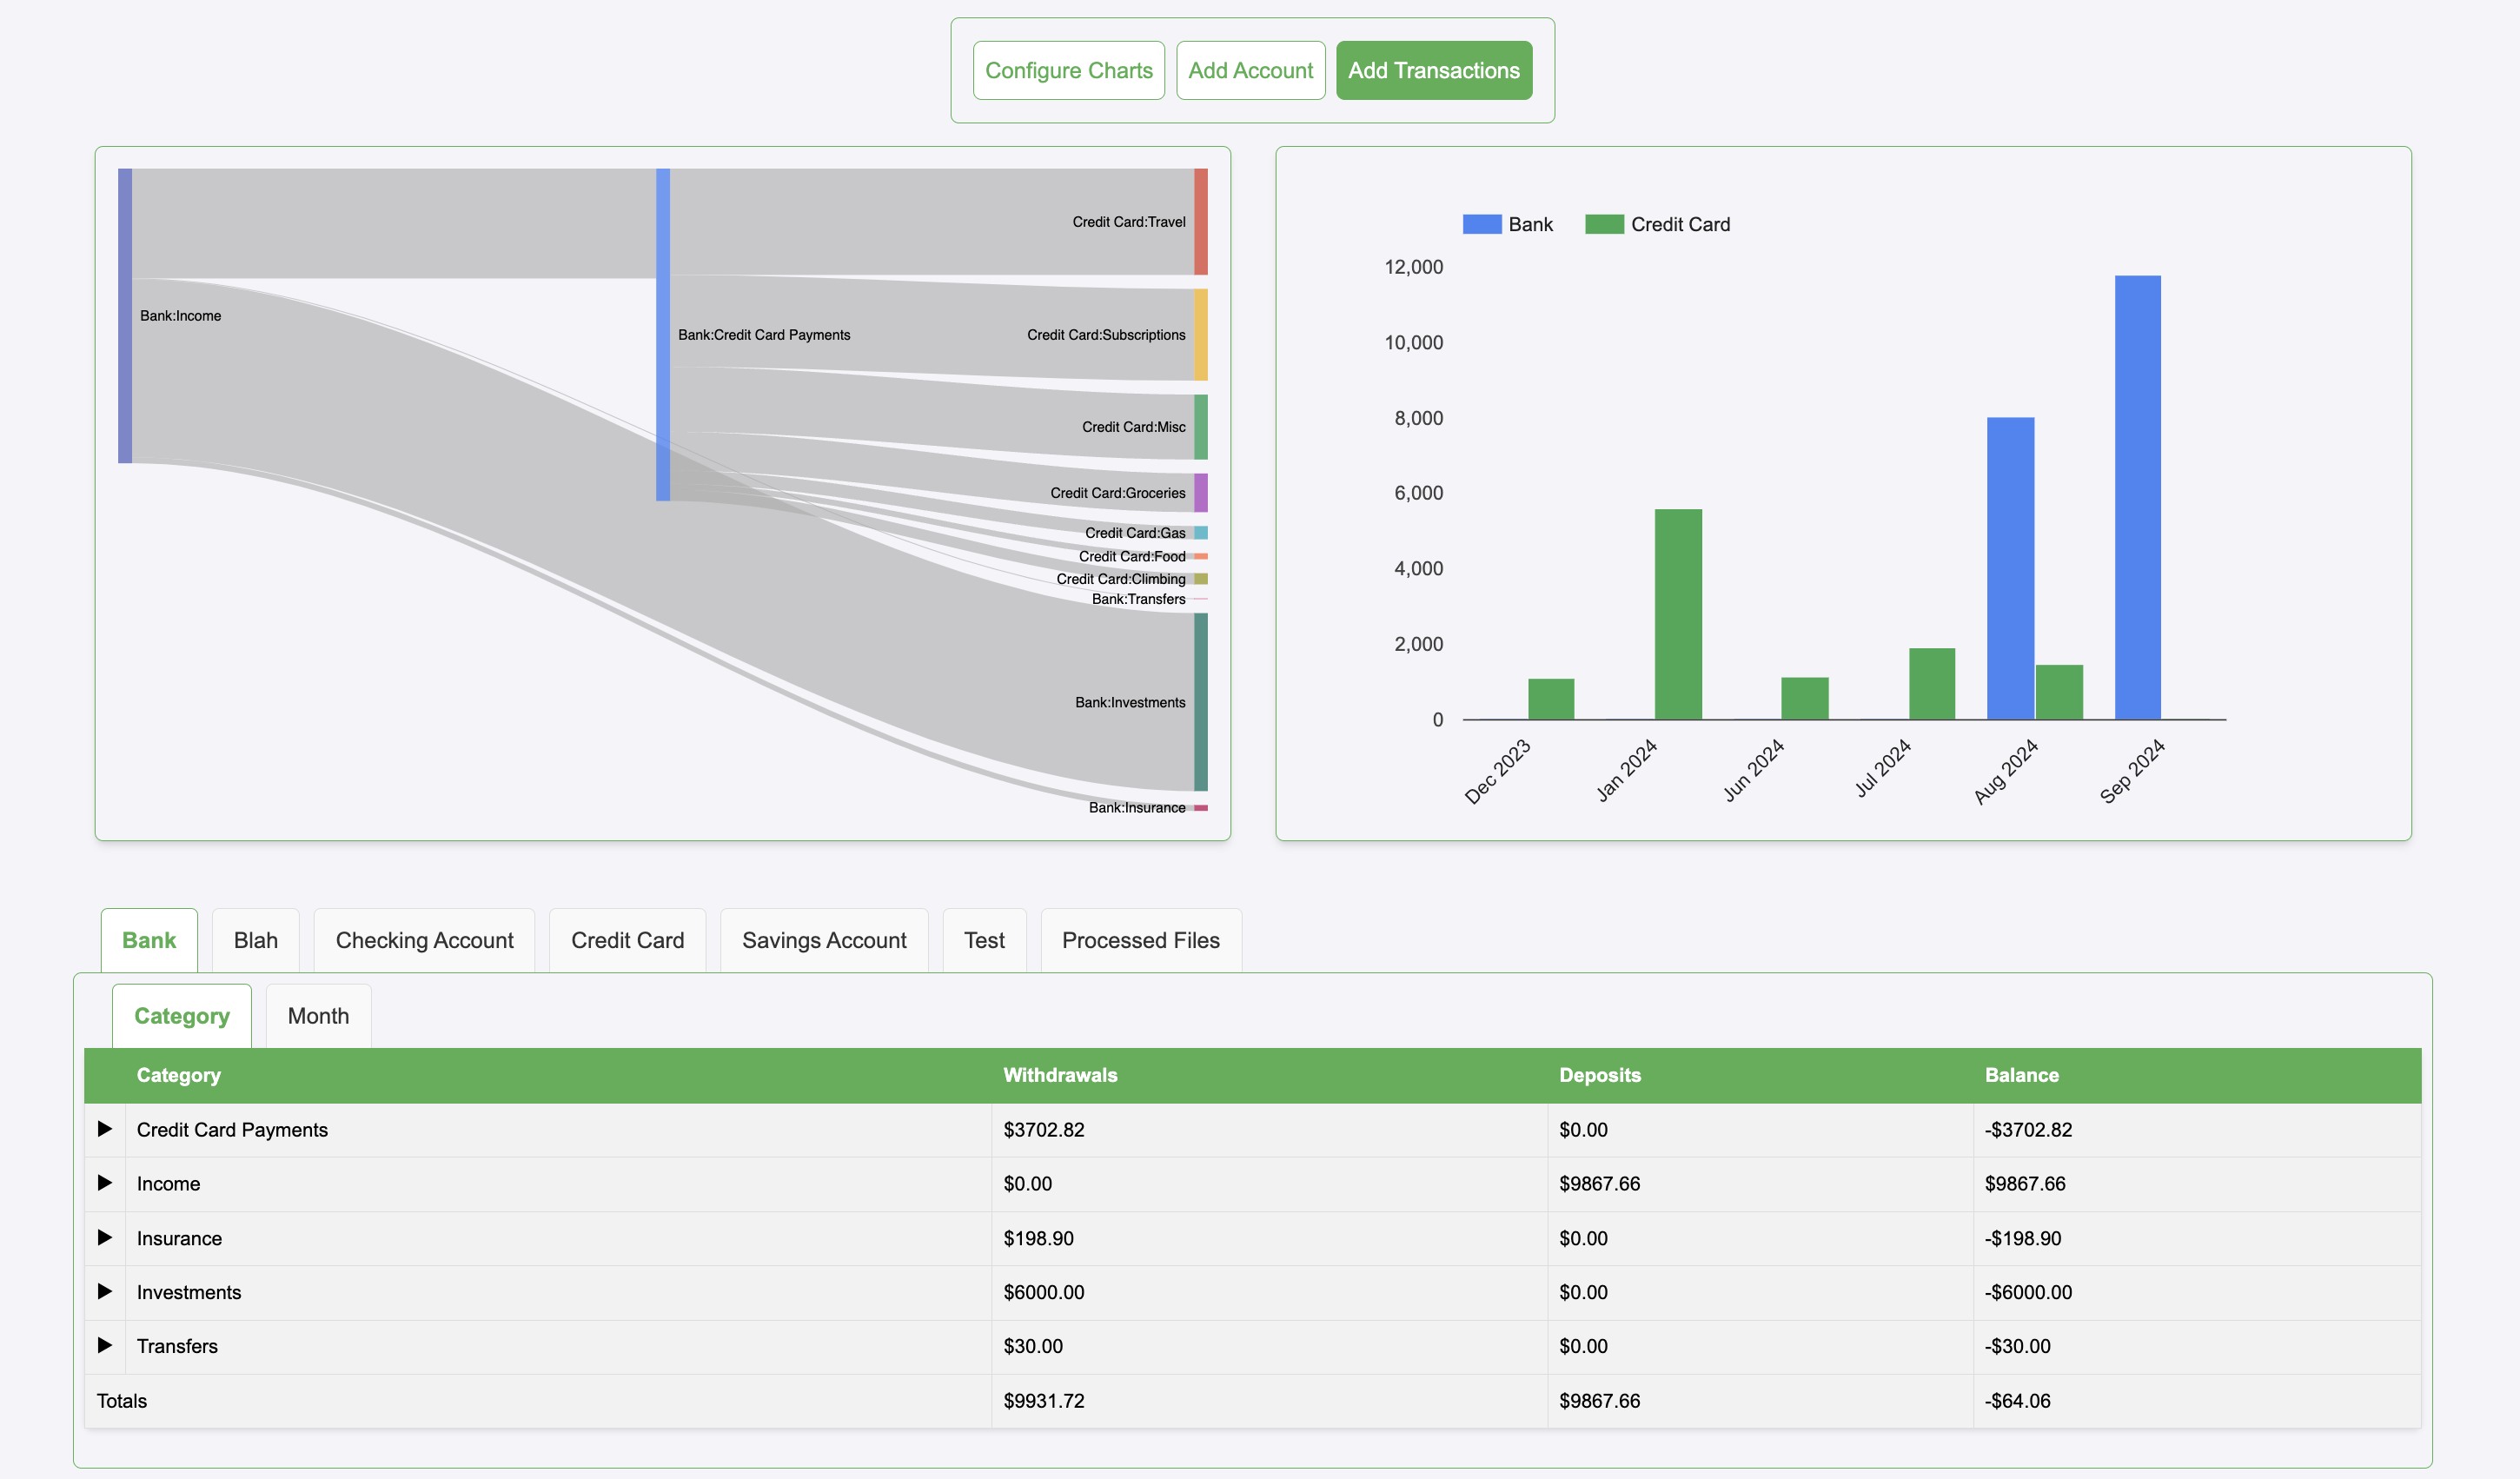 Configure Charts Add Account Add Transactions
Bank:Income
Bank:Credit Card Payments
Credit Card:Travel
Credit Card:Subscriptions
Credit Card:Misc
Credit Card:Groceries
Credit Card:Gas
Credit Card:Food
Credit Card:Climbing
Bank:Transfers
Bank:Investments
Bank:Insurance
Bank Credit Card
12,000
10,000
8,000
6,000
4,000
2,000
0
Dec 2023 Jan 2024 Jun 2024 Jul 2024 Aug 2024 Sep 2024
Bank Blah Checking Account Credit Card Savings Account Test Processed Files
Category Month
Category Withdrawals Deposits Balance
Credit Card Payments $3702.82 $0.00 -$3702.82
Income $0.00 $9867.66 $9867.66
Insurance $198.90 $0.00 -$198.90
Investments $6000.00 $0.00 -$6000.00
Transfers $30.00 $0.00 -$30.00
Totals $9931.72 $9867.66 -$64.06